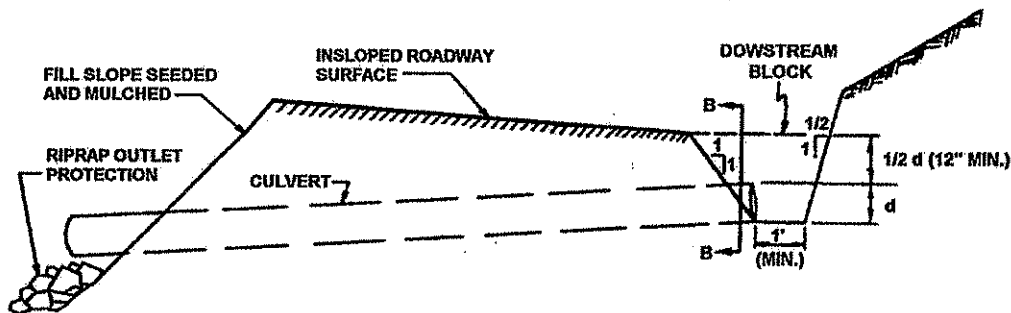 DOWSTREAM
BLOCK
INSLOPED ROADWAY
SURFACE
FILL SLOPE SEEDED
AND MULCHED
B
1/2
1
1
1
1/2 d (12" MIN.)
RIPRAP OUTLET
PROTECTION
CULVERT
d
1'
(MIN.)
B